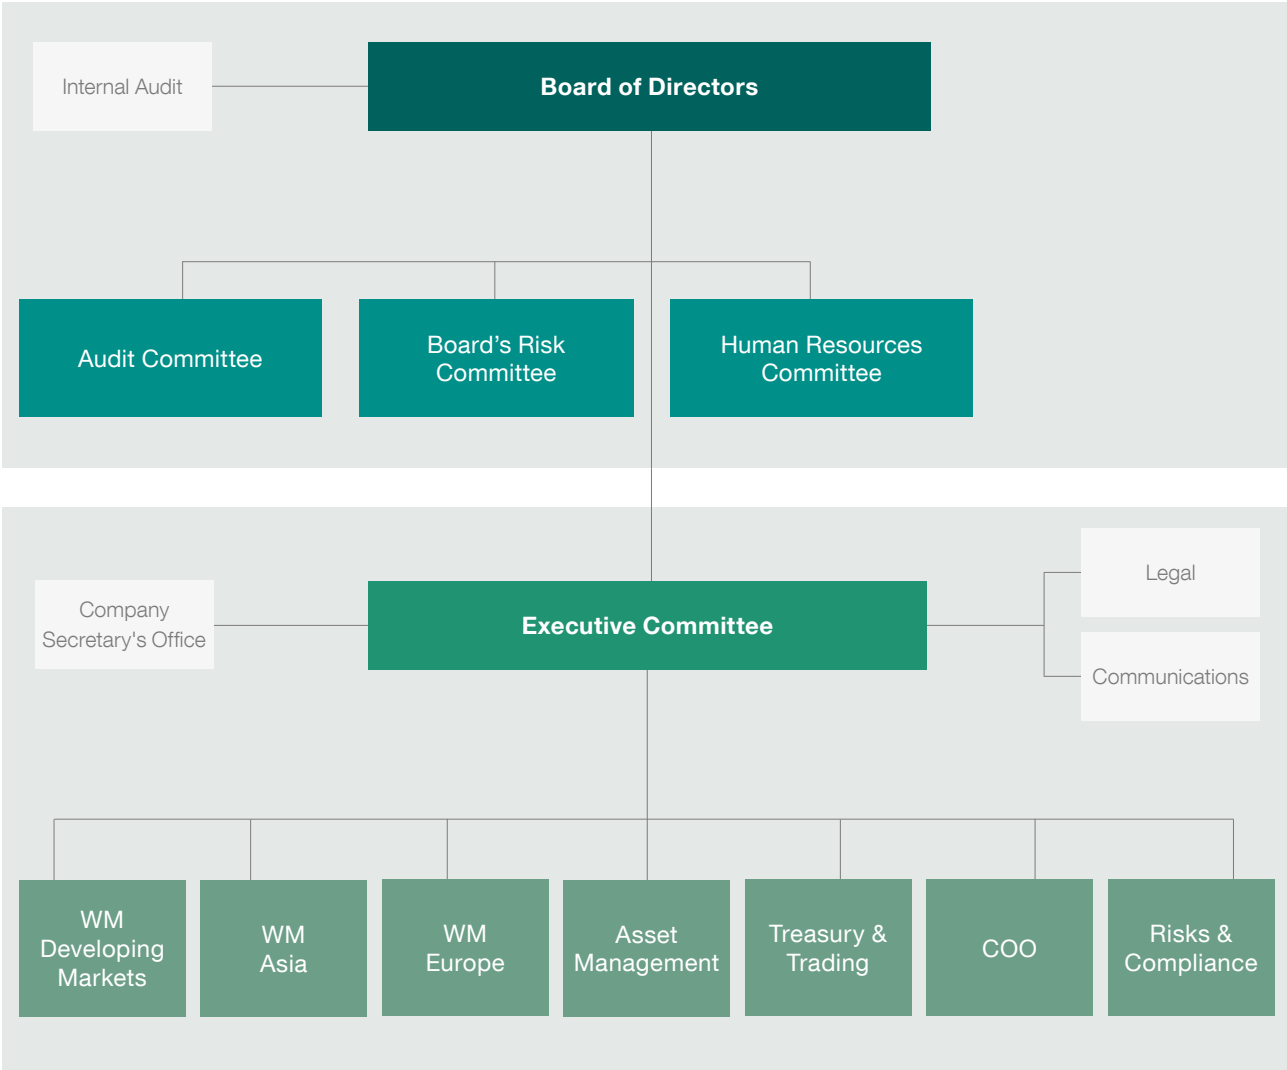 Internal Audit
Board of Directors
Audit Committee
Board’s Risk
Committee
Human Resources
Committee
Company
Secretary's Office
Executive Committee
Legal
Communications
WM
Developing
Markets
WM
Asia
WM
Europe
Asset
Management
Treasury &
Trading
COO
Risks &
Compliance